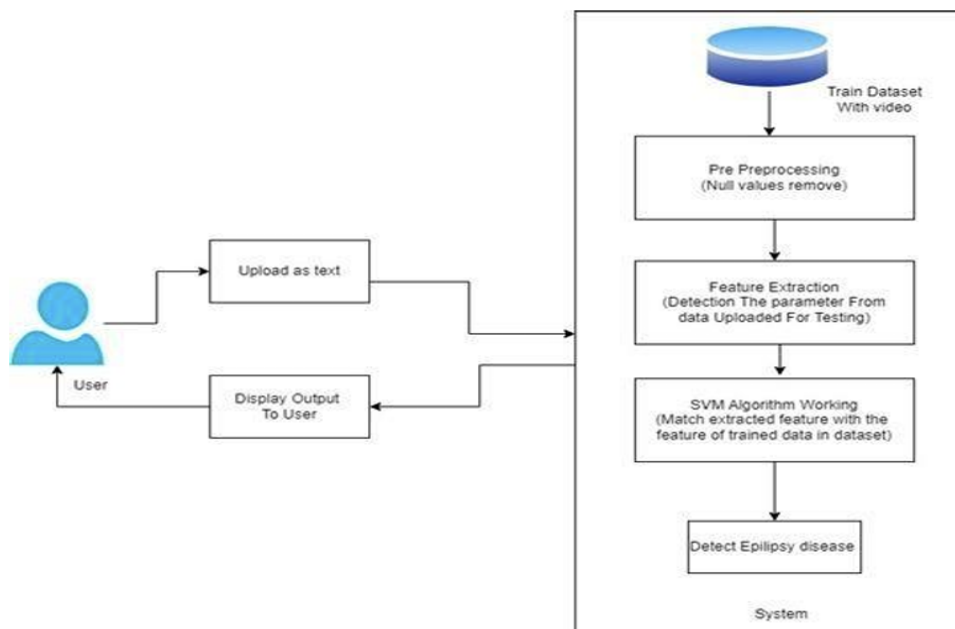 Train Dataset
With video
Pre Preprocessing
(Null values remove)
Upload as text
Feature Extraction
(Detection The parameter From
data Uploaded For Testing)
User
Display Output
To User
SVM Algorithm Working
(Match extracted feature with the
feature of trained data in dataset)
Detect Epilipsy disease
System